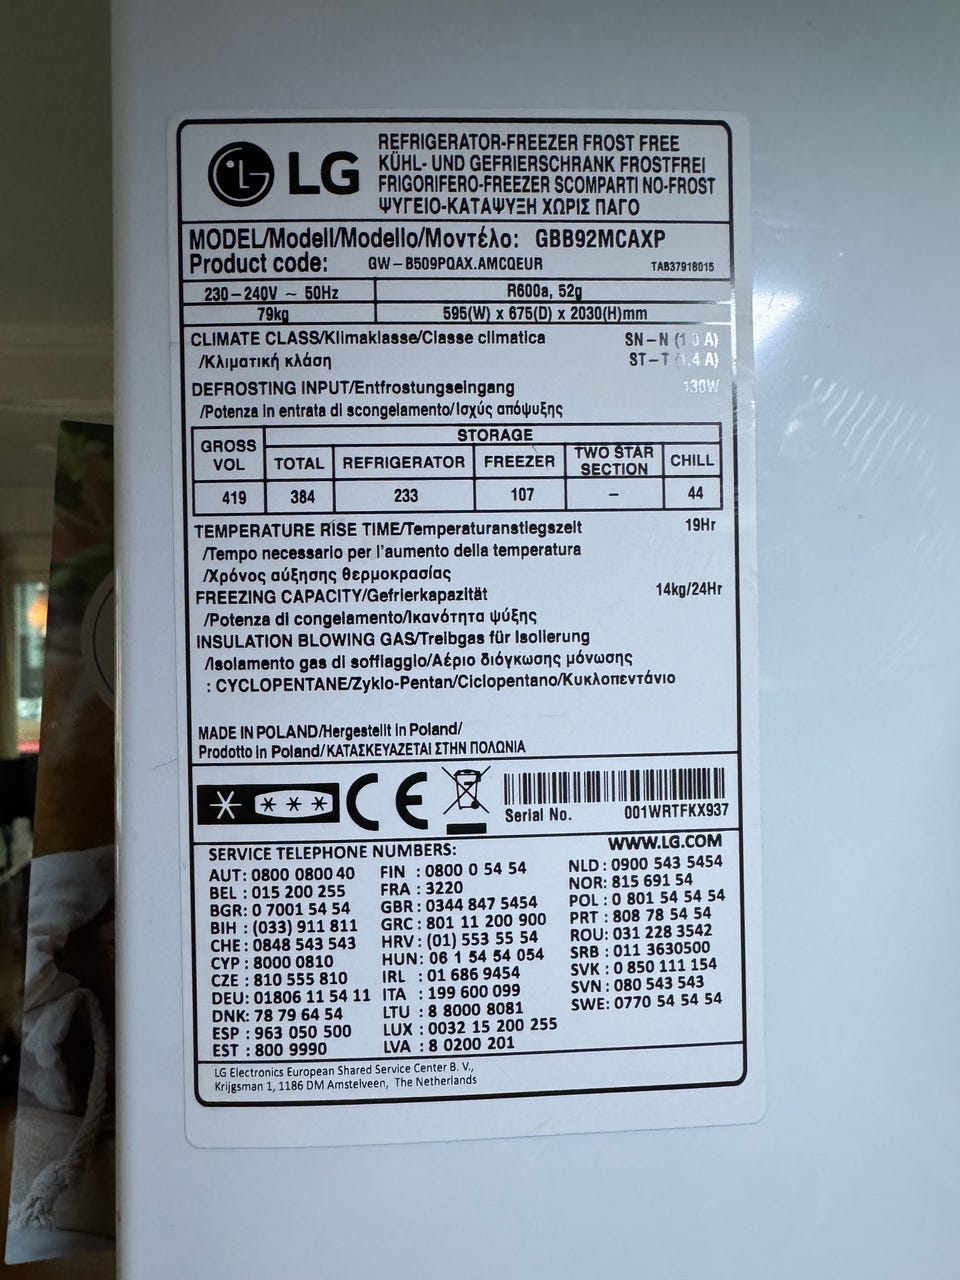 LG
REFRIGERATOR-FREEZER FROST FREE
KÜHL- UND GEFRIERSCHRANK FROSTFREI
FRIGORIFERO-FREEZER SCOMPARTI NO-FROST
ΨΥΓΕΙΟ-ΚΑΤΑΨΥΞΗ ΧΩΡΙΣ ΠΑΓΟ
MODEL/Modell/Modello/Μοντέλο: GBB92MCAXP
Product code: GW-B509PQAX.AMCQEUR TAB37918015
230-240V ~ 50Hz R600a, 52g
79kg 595(W) x 675(D) x 2030(H)mm
CLIMATE CLASS/Klimaklasse/Classe climatica SN-N (1.0 A)
/Κλιματική κλάση ST-T (1,4 A)
DEFROSTING INPUT/Entfrostungseingang 130W
/Potenza in entrata di scongelamento/Ισχύς απόψυξης
GROSS VOL STORAGE
TOTAL REFRIGERATOR FREEZER TWO STAR SECTION CHILL
419 384 233 107 - 44
TEMPERATURE RISE TIME/Temperaturanstiegszeit 19Hr
/Tempo necessario per l'aumento della temperatura
/Χρόνος αύξησης θερμοκρασίας
FREEZING CAPACITY/Gefrierkapazität 14kg/24Hr
/Potenza di congelamento/Ικανότητα ψύξης
INSULATION BLOWING GAS/Treibgas für Isolierung
/Isolamento gas di soffiaggio/Αέριο διόγκωσης μόνωσης
: CYCLOPENTANE/Zyklo-Pentan/Ciclopentano/Κυκλοπεντάνιο
MADE IN POLAND/Hergestellt in Poland/
Prodotto in Poland/ΚΑΤΑΣΚΕΥΑΖΕΤΑΙ ΣΤΗΝ ΠΟΛΩΝΙΑ
CE
Serial No. 001WRTFKX937
WWW.LG.COM
SERVICE TELEPHONE NUMBERS:
AUT: 0800 0800 40
BEL : 015 200 255
BGR: 0 7001 54 54
BIH : (033) 911 811
CHE : 0848 543 543
CYP : 8000 0810
CZE : 810 555 810
DEU: 01806 11 54 11
DNK: 78 79 64 54
ESP : 963 050 500
EST : 800 9990
FIN : 0800 0 54 54
FRA : 3220
GBR: 0344 847 5454
GRC: 801 11 200 900
HRV: (01) 553 55 54
HUN: 06 1 54 54 054
IRL : 01 686 9454
ITA : 199 600 099
LTU : 8 8000 8081
LUX : 0032 15 200 255
LVA : 8 0200 201
NLD: 0900 543 5454
NOR: 815 691 54
POL : 0 801 54 54 54
PRT : 808 78 54 54
ROU: 031 228 3542
SRB : 011 3630500
SVK : 0 850 111 154
SVN : 080 543 543
SWE: 0770 54 54 54
LG Electronics European Shared Service Center B. V.,
Krijgsman 1, 1186 DM Amstelveen, The Netherlands